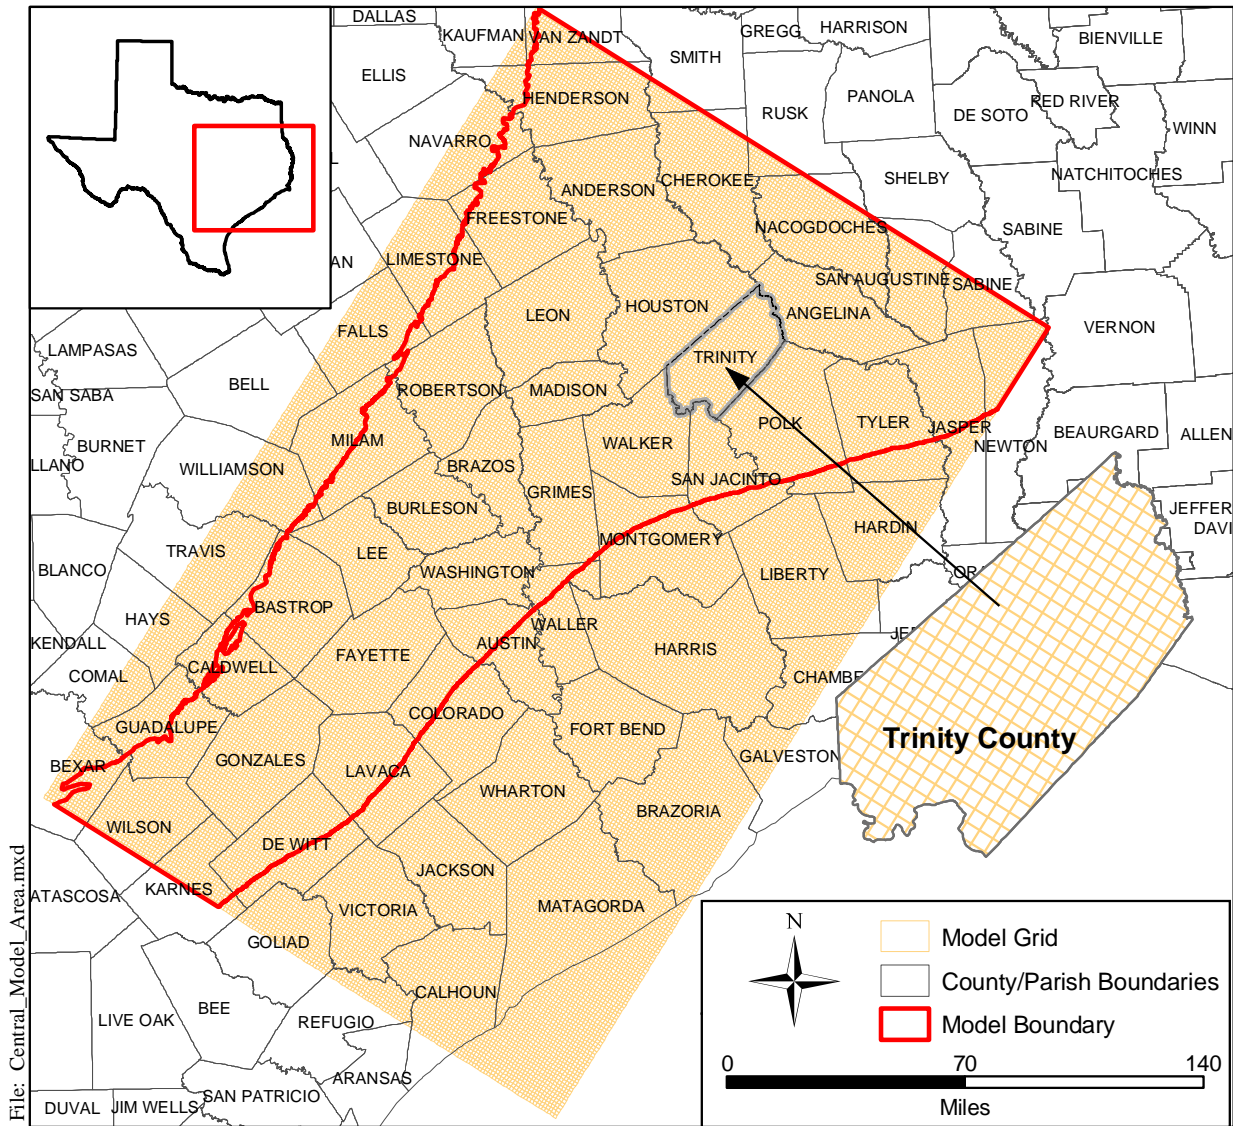 DALLAS
KAUFMAN
VAN ZANDT
SMITH
GREGG
HARRISON
BIENVILLE
ELLIS
HENDERSON
RUSK
PANOLA
DE SOTO
RED RIVER
WINN
NAVARRO
ANDERSON
CHEROKEE
SHELBY
NATCHITOCHES
FREESTONE
NACOGDOCHES
SABINE
AN
LIMESTONE
SAN AUGUSTINE
SABINE
HOUSTON
LEON
ANGELINA
VERNON
FALLS
LAMPASAS
BELL
TRINITY
SAN SABA
ROBERTSON
MADISON
BURNET
MILAM
WALKER
POLK
TYLER
JASPER
NEWTON
BEAURGARD
ALLEN
LLANO
WILLIAMSON
BRAZOS
GRIMES
SAN JACINTO
BURLESON
JEFFER
DAVI
TRAVIS
LEE
MONTGOMERY
HARDIN
BLANCO
WASHINGTON
LIBERTY
OR
HAYS
BASTROP
WALLER
AUSTIN
KENDALL
FAYETTE
HARRIS
COMAL
CALDWELL
CHAMBE
GUADALUPE
COLORADO
FORT BEND
Trinity County
BEXAR
GONZALES
LAVACA
GALVESTON
WHARTON
BRAZORIA
WILSON
DE WITT
JACKSON
ATASCOSA
KARNES
VICTORIA
MATAGORDA
GOLIAD
CALHOUN
BEE
LIVE OAK
REFUGIO
ARANSAS
SAN PATRICIO
DUVAL
JIM WELLS
N
Model Grid
County/Parish Boundaries
Model Boundary
0 70 140
Miles
File: Central_Model_Area.mxd